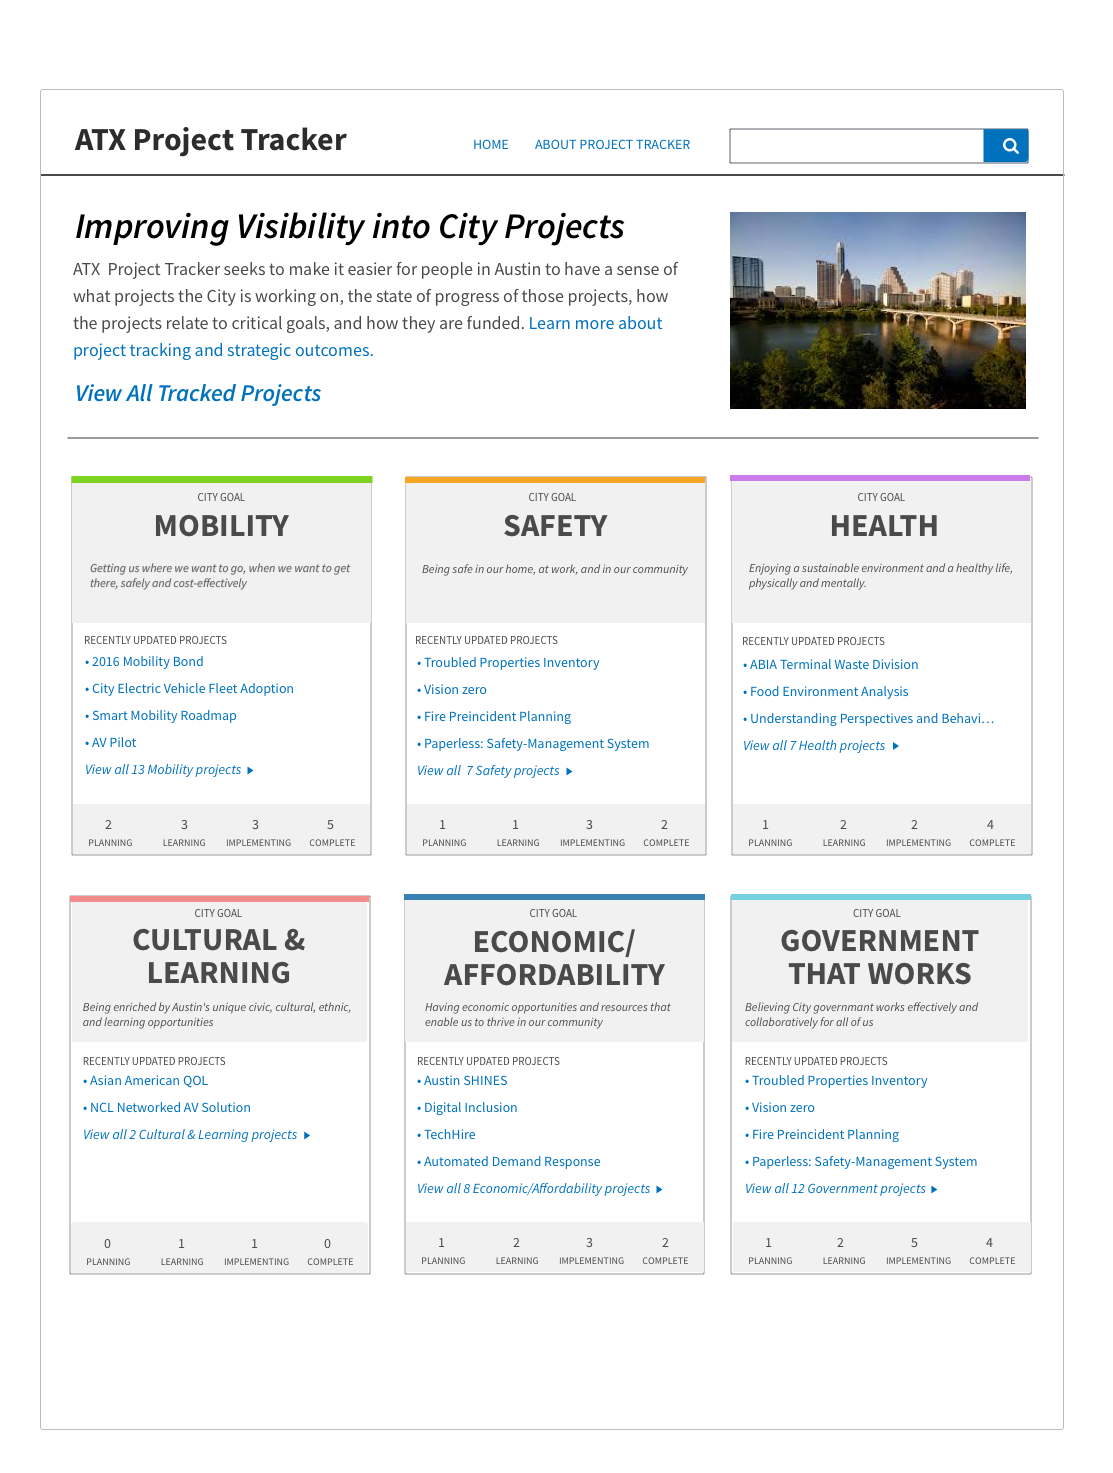 ATX Project Tracker
HOME
ABOUT PROJECT TRACKER
Improving Visibility into City Projects
ATX  Project Tracker seeks to make it easier for people in Austin to have a sense of
what projects the City is working on, the state of progress of those projects, how
the projects relate to critical goals, and how they are funded. Learn more about
project tracking and strategic outcomes.
View All Tracked Projects
CITY GOAL
MOBILITY
Getting us where we want to go, when we want to get
there, safely and cost-effectively
RECENTLY UPDATED PROJECTS
• 2016 Mobility Bond
• City Electric Vehicle Fleet Adoption
• Smart Mobility Roadmap
• AV Pilot
View all 13 Mobility projects
2 3 3 5
PLANNING LEARNING IMPLEMENTING COMPLETE
CITY GOAL
SAFETY
Being safe in our home, at work, and in our community
RECENTLY UPDATED PROJECTS
• Troubled Properties Inventory
• Vision zero
• Fire Preincident Planning
• Paperless: Safety-Management System
View all  7 Safety projects
1 1 3 2
PLANNING LEARNING IMPLEMENTING COMPLETE
CITY GOAL
HEALTH
Enjoying a sustainable environment and a healthy life,
physically and mentally.
RECENTLY UPDATED PROJECTS
• ABIA Terminal Waste Division
• Food Environment Analysis
• Understanding Perspectives and Behavi…
View all 7 Health projects
1 2 2 4
PLANNING LEARNING IMPLEMENTING COMPLETE
CITY GOAL
CULTURAL &
LEARNING
Being enriched by Austin's unique civic, cultural, ethnic,
and learning opportunities
RECENTLY UPDATED PROJECTS
• Asian American QOL
• NCL Networked AV Solution
View all 2 Cultural & Learning projects
0 1 1 0
PLANNING LEARNING IMPLEMENTING COMPLETE
CITY GOAL
ECONOMIC/
AFFORDABILITY
Having economic opportunities and resources that
enable us to thrive in our community
RECENTLY UPDATED PROJECTS
• Austin SHINES
• Digital Inclusion
• TechHire
• Automated Demand Response
View all 8 Economic/Affordability projects
1 2 3 2
PLANNING LEARNING IMPLEMENTING COMPLETE
CITY GOAL
GOVERNMENT
THAT WORKS
Believing City governmant works effectively and
collaboratively for all of us
RECENTLY UPDATED PROJECTS
• Troubled Properties Inventory
• Vision zero
• Fire Preincident Planning
• Paperless: Safety-Management System
View all 12 Government projects
1 2 5 4
PLANNING LEARNING IMPLEMENTING COMPLETE